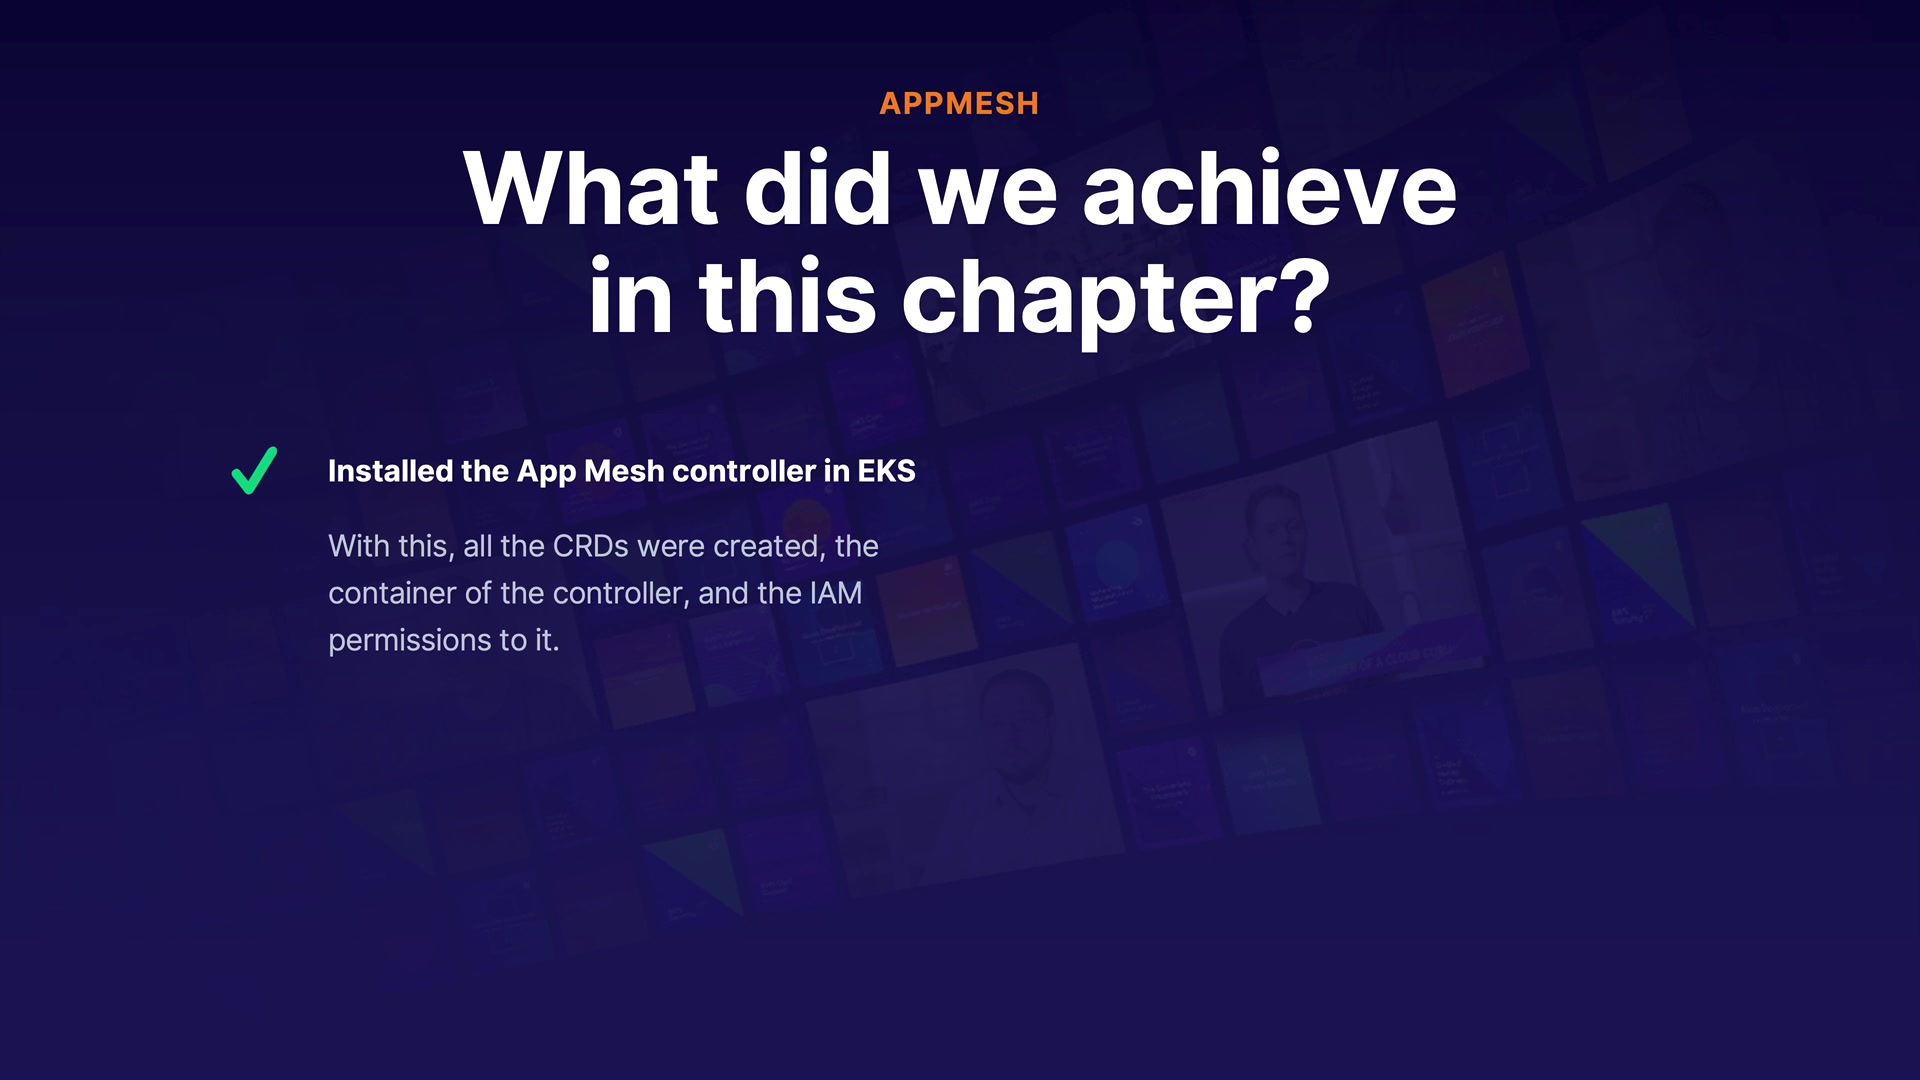 APPMESH
What did we achieve
in this chapter?
Installed the App Mesh controller in EKS
With this, all the CRDs were created, the
container of the controller, and the IAM
permissions to it.